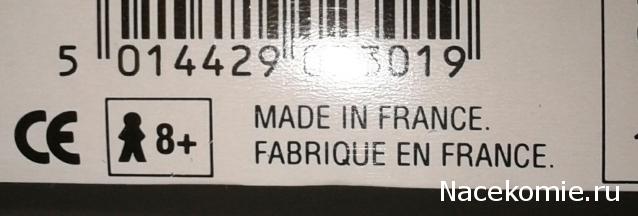 5 014429 3019
CE 8+ MADE IN FRANCE.
FABRIQUE EN FRANCE.
Nacekomie.ru